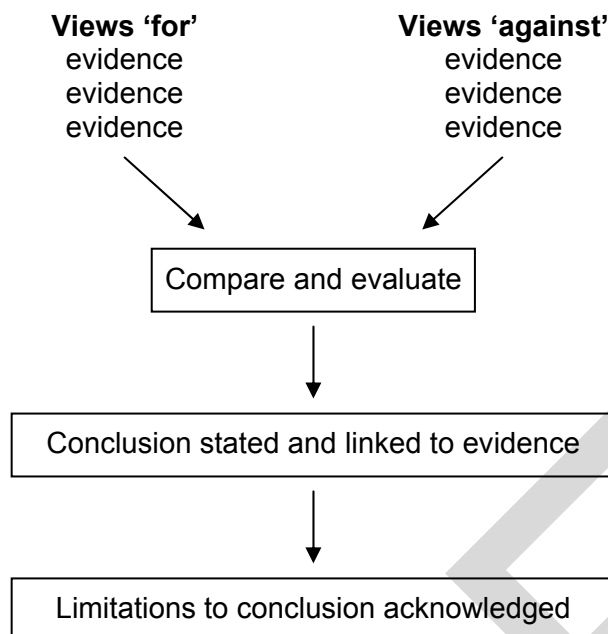 Views ‘for’
evidence
evidence
evidence
Views ‘against’
evidence
evidence
evidence
Compare and evaluate
Conclusion stated and linked to evidence
Limitations to conclusion acknowledged